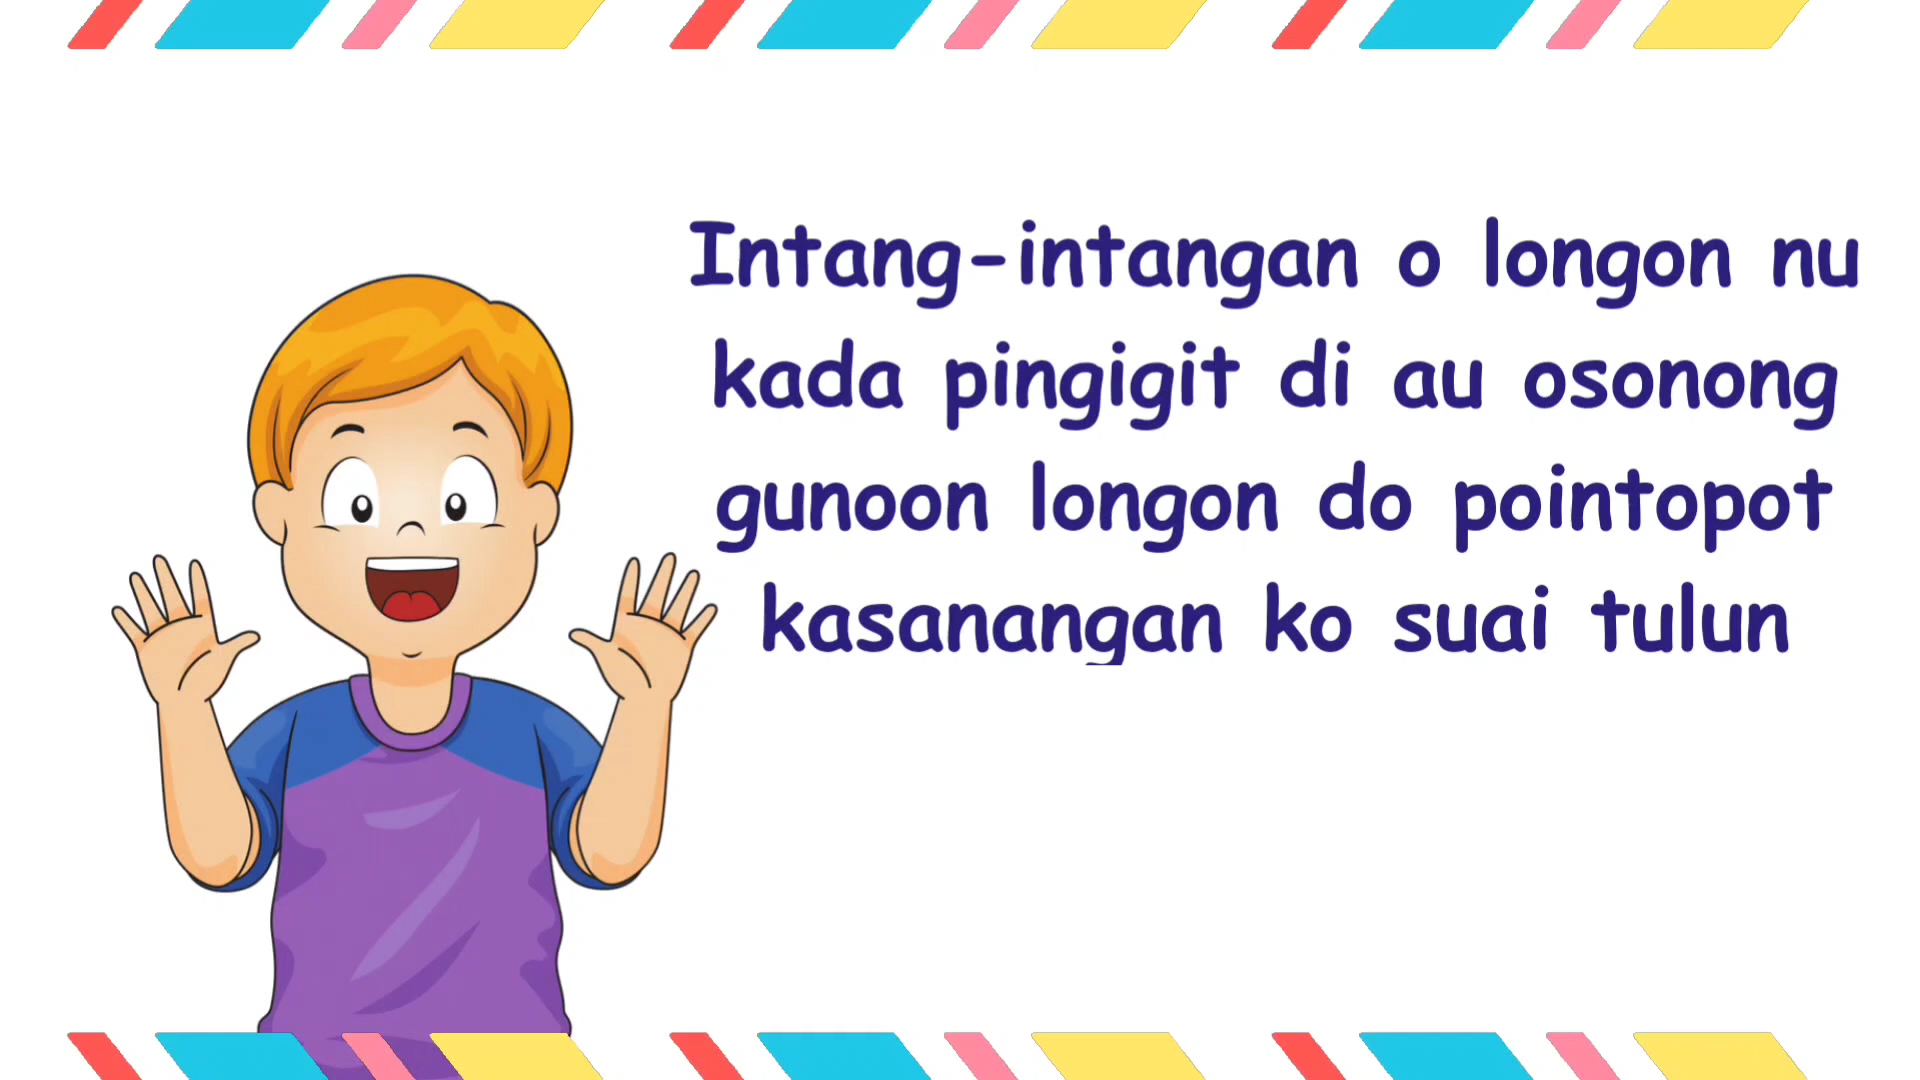 Intang-intangan o longon nu
kada pingigit di au osonong
gunoon longon do pointopot
kasanangan ko suai tulun